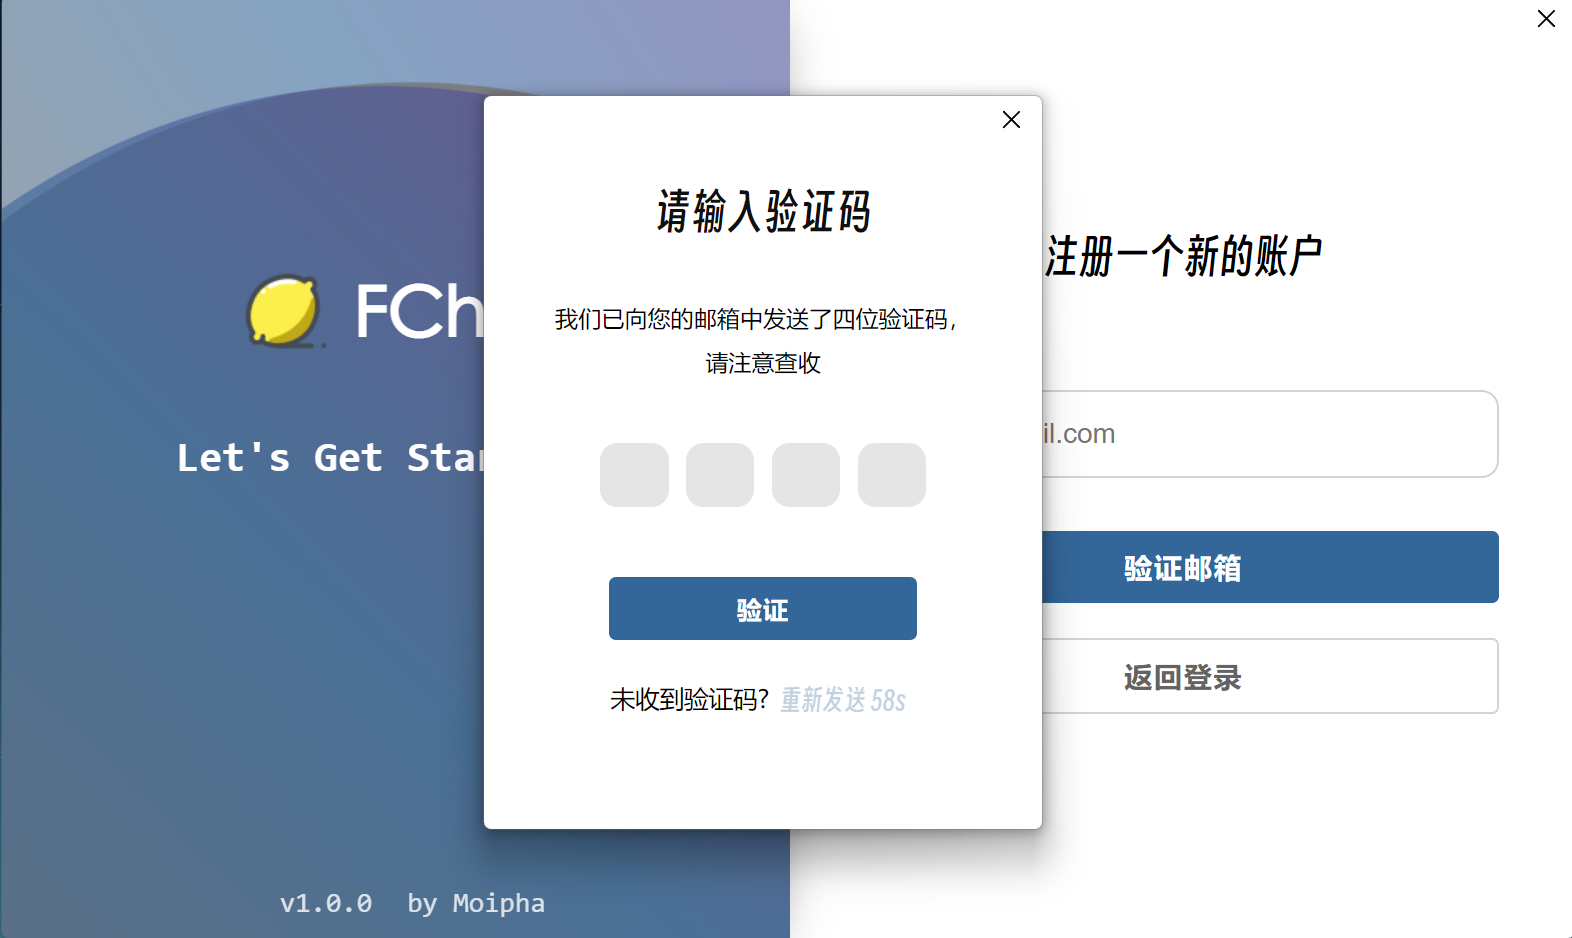 FCh
Let's Get Star
v1.0.0 by Moipha
请输入验证码
我们已向您的邮箱中发送了四位验证码，
请注意查收
验证
未收到验证码? 重新发送 58s
注册一个新的账户
il.com
验证邮箱
返回登录